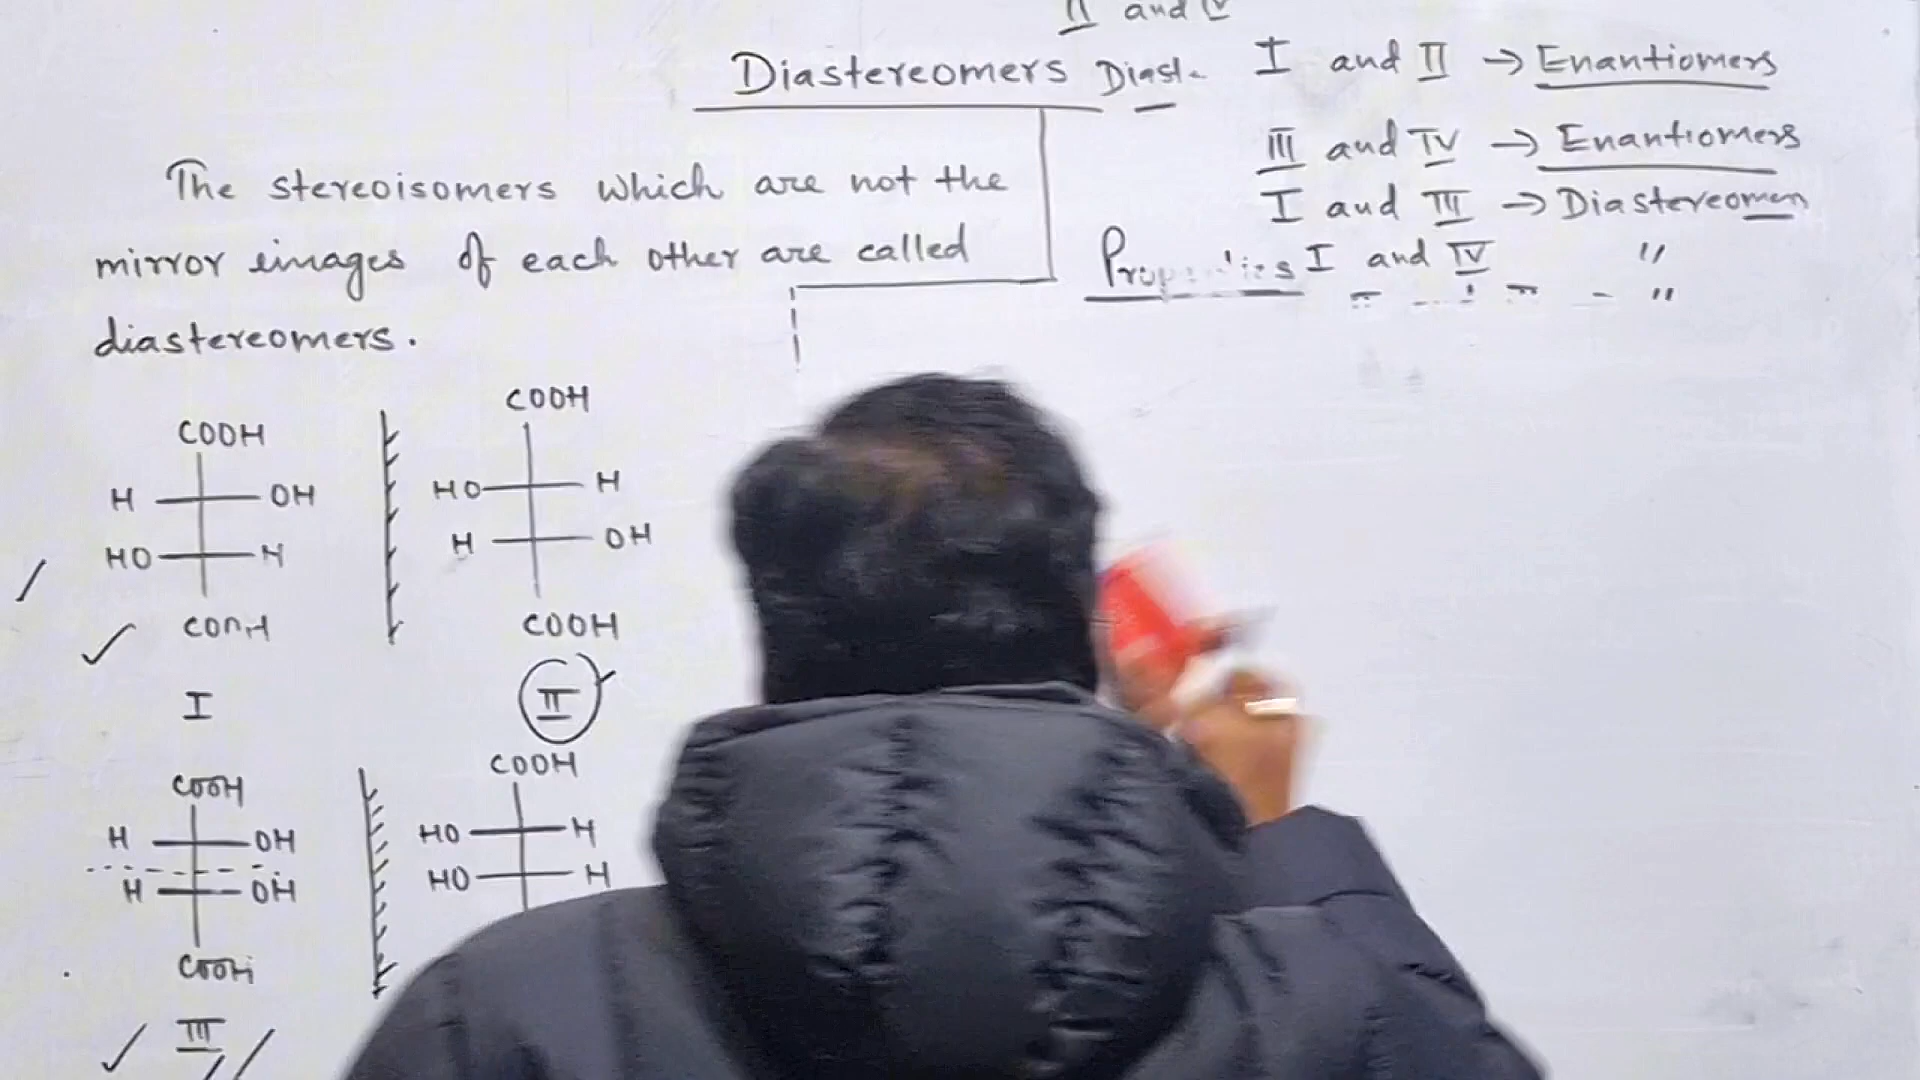 II and IV
Diastereomers Diast.
I and II → Enantiomers
III and IV → Enantiomers
I and III → Diastereomers
I and IV "
"
The stereoisomers which are not the
mirror images of each other are called
diastereomers.
Properties
COOH
H OH
HO H
COOH
I
COOH
HO H
H OH
COOH
II
COOH
H OH
H OH
COOH
III
COOH
HO H
HO H